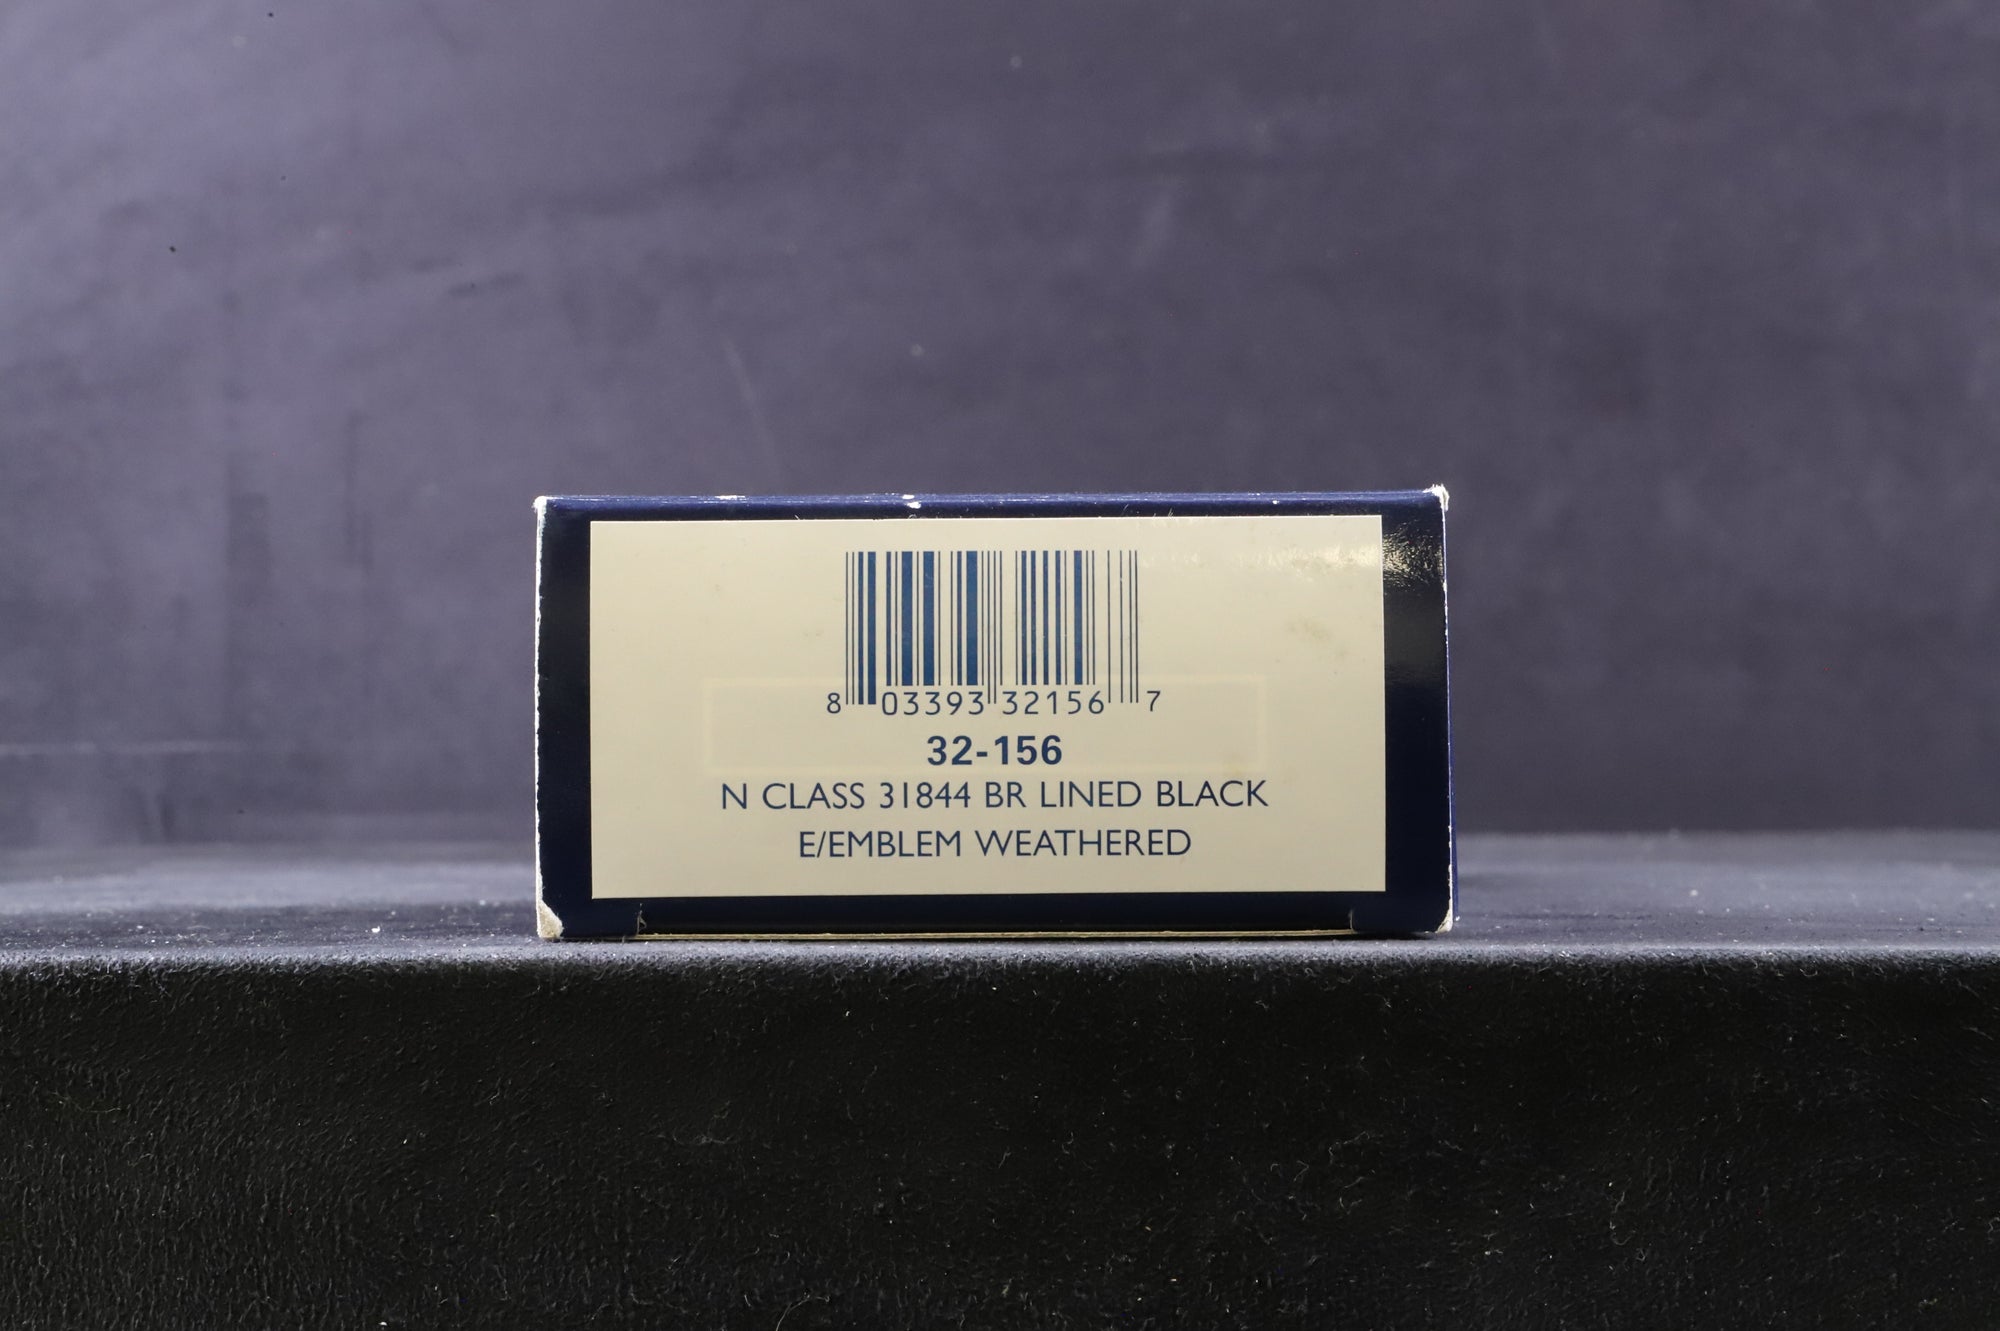 8 03393 32156 7
32-156
N CLASS 31844 BR LINED BLACK
E/EMBLEM WEATHERED